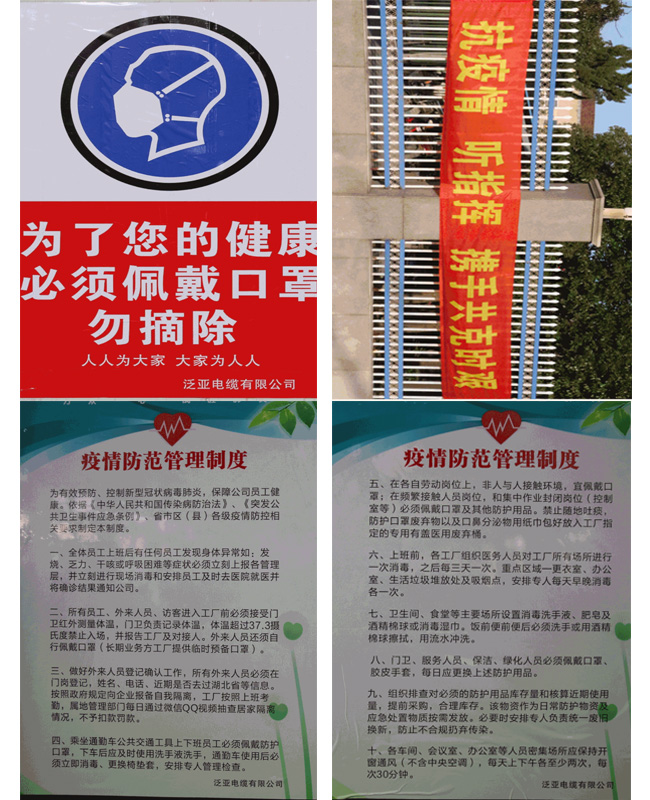 为了您的健康
必须佩戴口罩
勿摘除
人人为大家 大家为人人
泛亚电缆有限公司
抗疫情 听指挥 携手共克时艰
疫情防范管理制度
为有效预防、控制新型冠状病毒肺炎，保障公司员工健
康。依据《中华人民共和国传染病防治法》、《突发公
共卫生事件应急条例》、省市区（县）各级疫情防控相
关要求制定本制度。
一、全体员工上班后有任何员工发现身体异常如；发
烧、乏力、干咳或呼吸困难等症状必须立刻上报各管理
层，并立刻进行现场消毒和安排员工及时去医院就医并
将确诊结果通知公司。
二、所有员工、外来人员、访客进入工厂前必须接受门
卫红外测量体温，门卫负责记录体温，体温超过37.3摄
氏度禁止入场，并报告工厂及对接人。外来人员还须自
行佩戴口罩（长期业务方工厂提供临时预备口罩）。
三、做好外来人员登记确认工作，所有外来人员必须在
门岗登记，姓名、电话、近期是否去过湖北省等信息。
按照政府规定向企业报备自我隔离，工厂按照上班考
勤，属地管理部门每日通过微信QQ视频抽查居家隔离
情况，不予扣款罚款。
四、乘坐通勤车公共交通工具上下班员工必须佩戴防护
口罩，下车后应及时使用洗手液洗手，通勤车使用后必
须立即消毒、更换椅垫套，安排专人管理检查。
泛亚电缆有限公司
疫情防范管理制度
五、在各自劳动岗位上，非人与人接触环境，宜佩戴口
罩；在频繁接触人员岗位，和集中作业封闭岗位（控制
室等）必须佩戴口罩及其他防护用品。禁止随地吐痰，
防护口罩废弃物以及口鼻分泌物用纸巾包好放入工厂指
定的专用有盖医用废弃桶。
六、上班前，各工厂组织医务人员对工厂所有场所进行
一次消毒，之后每三天一次。重点区域一更衣室、办公
室、生活垃圾堆放处及吸烟点，安排专人每天早晚消毒
各一次。
七、卫生间、食堂等主要场所设置消毒洗手液、肥皂及
酒精棉球或消毒湿巾。饭前便前便后必须洗手或用酒精
棉球擦拭，用流水冲洗。
八、门卫、服务人员、保洁、绿化人员必须佩戴口罩、
胶皮手套，每日应更换上述防护用品。
九、组织排查对必须的防护用品库存量和核算近期使用
量，提前采购，合理库存。该物资作为日常防护物资及
应急处置物质按需发放。必要时安排专人负责统一废旧
换新，防止不合规扔弃传染。
十、各车间、会议室、办公室等人员密集场所应保持开
窗通风（不含中央空调），每天上下午各至少两次，每
次30分钟。
泛亚电缆有限公司